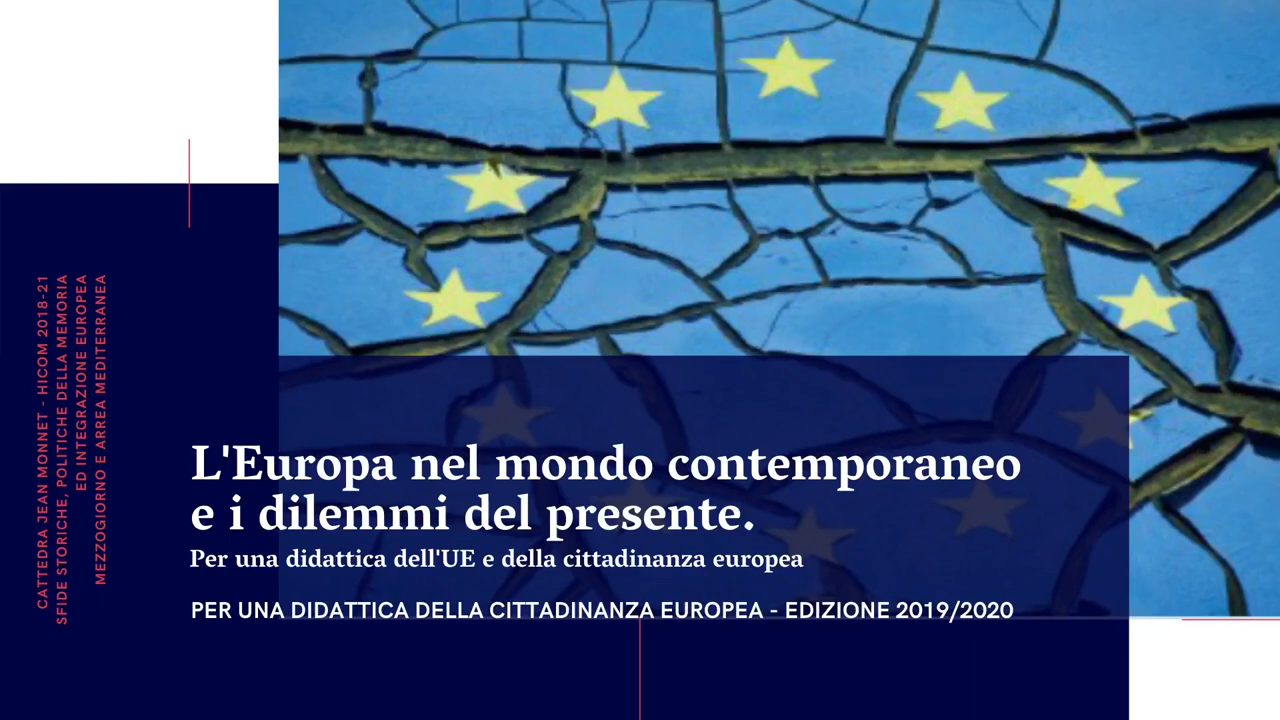 CATTEDRA JEAN MONNET - HICOM 2018-21
SFIDE STORICHE, POLITICHE DELLA MEMORIA
ED INTEGRAZIONE EUROPEA
MEZZOGIORNO E ARREA MEDITERRANEA
L'Europa nel mondo contemporaneo
e i dilemmi del presente.
Per una didattica dell'UE e della cittadinanza europea
PER UNA DIDATTICA DELLA CITTADINANZA EUROPEA - EDIZIONE 2019/2020